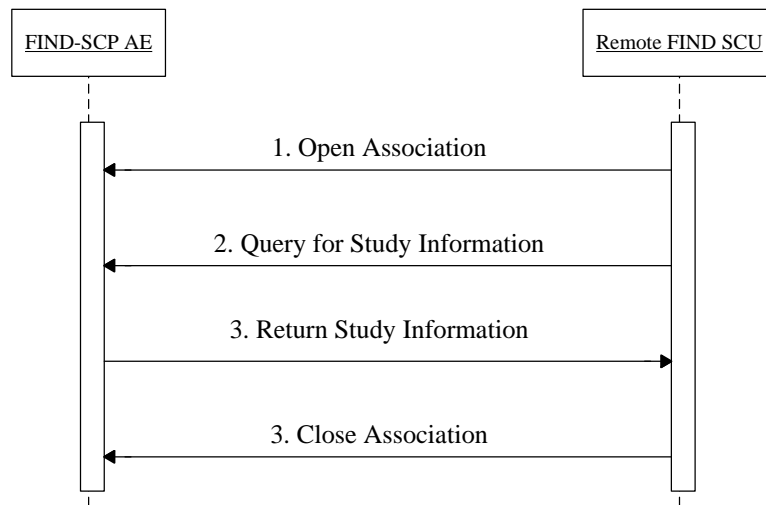 FIND-SCP AE
Remote FIND SCU
1. Open Association
2. Query for Study Information
3. Return Study Information
3. Close Association